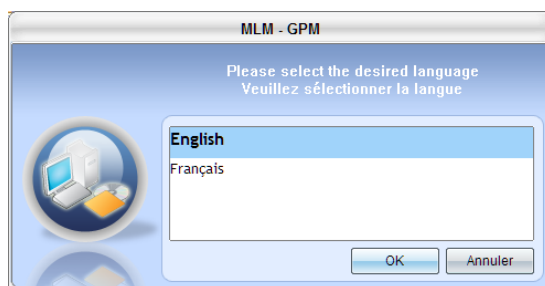 MLM - GPM
Please select the desired language
Veuillez sélectionner la langue
English
Français
OK Annuler